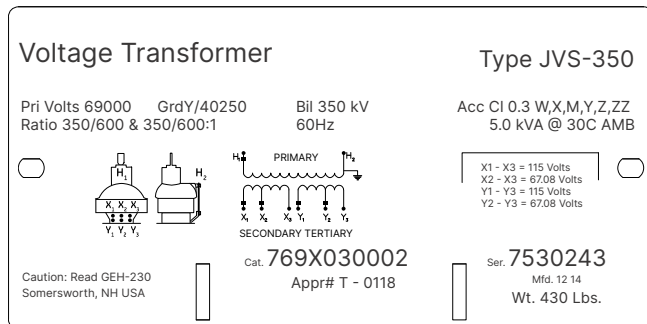 Voltage Transformer
Type JVS-350
Pri Volts 69000 GrdY/40250 Bil 350 kV Acc Cl 0.3 W,X,M,Y,Z,ZZ
Ratio 350/600 & 350/600:1 60Hz 5.0 kVA @ 30C AMB
H1 H2 H1 PRIMARY H2
X1 - X3 = 115 Volts
X2 - X3 = 67.08 Volts
Y1 - Y3 = 115 Volts
Y2 - Y3 = 67.08 Volts
X1 X2 X3
Y1 Y2 Y3
X1 X2 X3 Y1 Y2 Y3
SECONDARY TERTIARY
Cat. 769X030002
Appr# T - 0118
Ser. 7530243
Mfd. 12 14
Wt. 430 Lbs.
Caution: Read GEH-230
Somersworth, NH USA